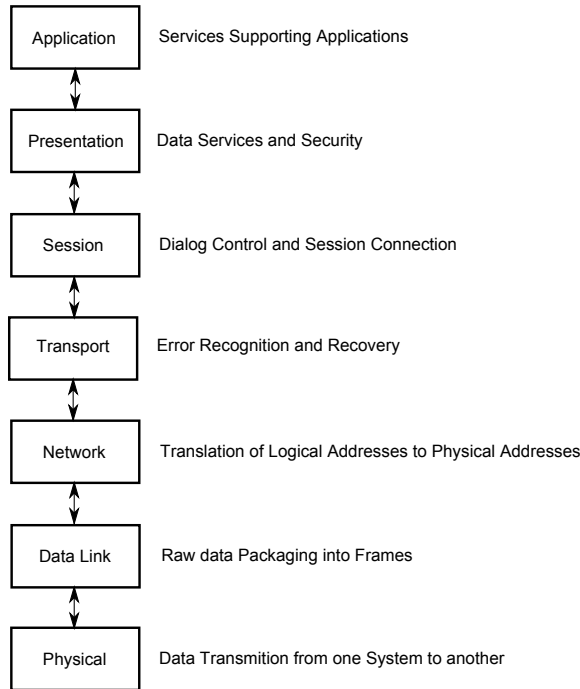 Application
Services Supporting Applications
Presentation
Data Services and Security
Session
Dialog Control and Session Connection
Transport
Error Recognition and Recovery
Network
Translation of Logical Addresses to Physical Addresses
Data Link
Raw data Packaging into Frames
Physical
Data Transmition from one System to another